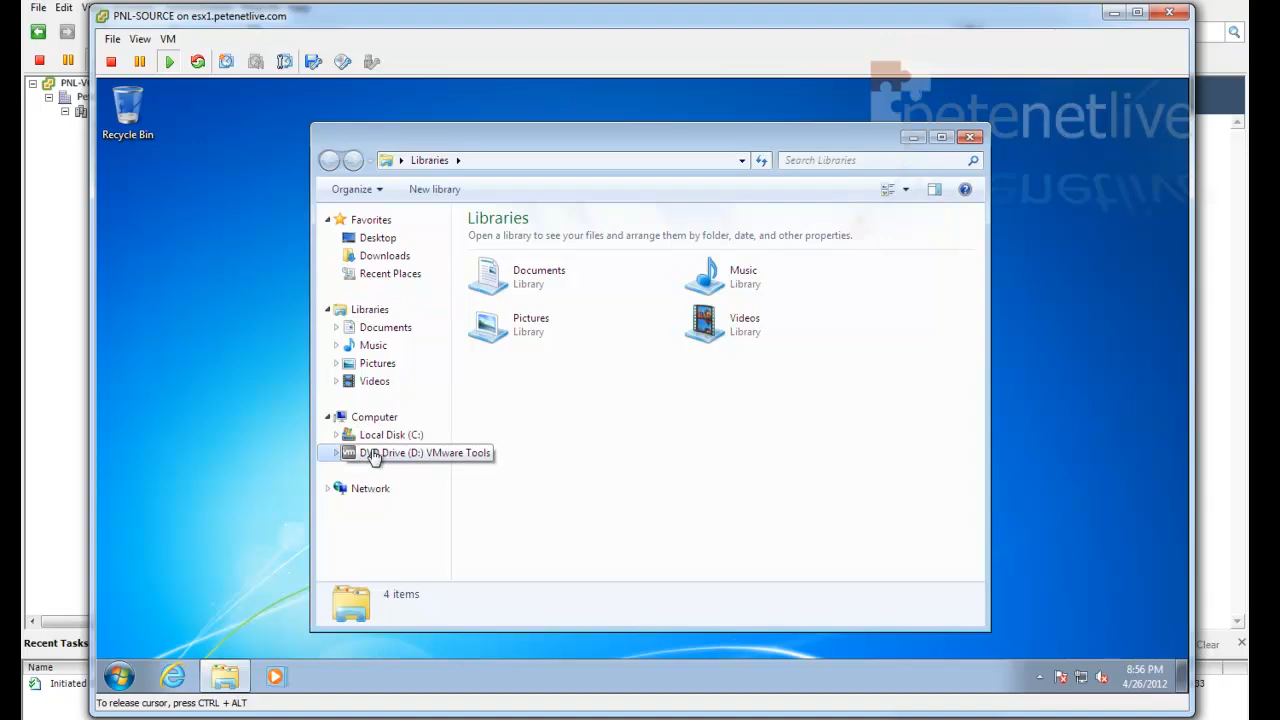 File Edit Vi
PNL-SOURCE on esx1.petenetlive.com
File View VM
PNL-V
Pe
Recycle Bin
petenetlive
Libraries
Search Libraries
Organize New library
Favorites
Desktop
Downloads
Recent Places
Libraries
Documents
Music
Pictures
Videos
Computer
Local Disk (C:)
DVD Drive (D:) VMware Tools
Network
Libraries
Open a library to see your files and arrange them by folder, date, and other properties.
Documents
Library
Music
Library
Pictures
Library
Videos
Library
4 items
Recent Tasks
Clear
Name
Initiated
33
8:56 PM
4/26/2012
To release cursor, press CTRL + ALT